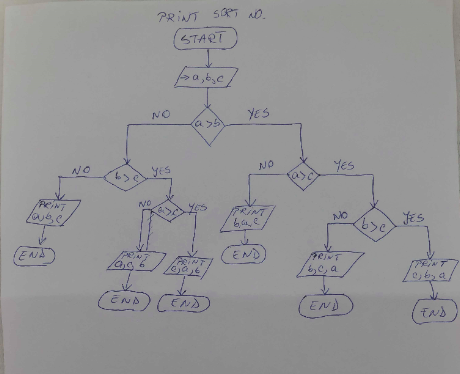 PRINT SORT NO.
START
→ a,b,c
NO
a>b
YES
NO
b>c
YES
NO
a>c
YES
PRINT
a,b,c
NO
a>c
YES
PRINT
b,a,c
NO
b>c
YES
END
PRINT
a,c,b
PRINT
c,a,b
END
PRINT
b,c,a
PRINT
c,b,a
END
END
END
END